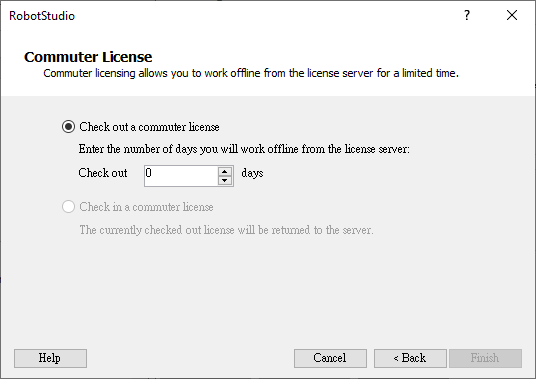 RobotStudio
Commuter License
Commuter licensing allows you to work offline from the license server for a limited time.
Check out a commuter license
Enter the number of days you will work offline from the license server:
Check out 0 days
Check in a commuter license
The currently checked out license will be returned to the server.
Help Cancel < Back Finish